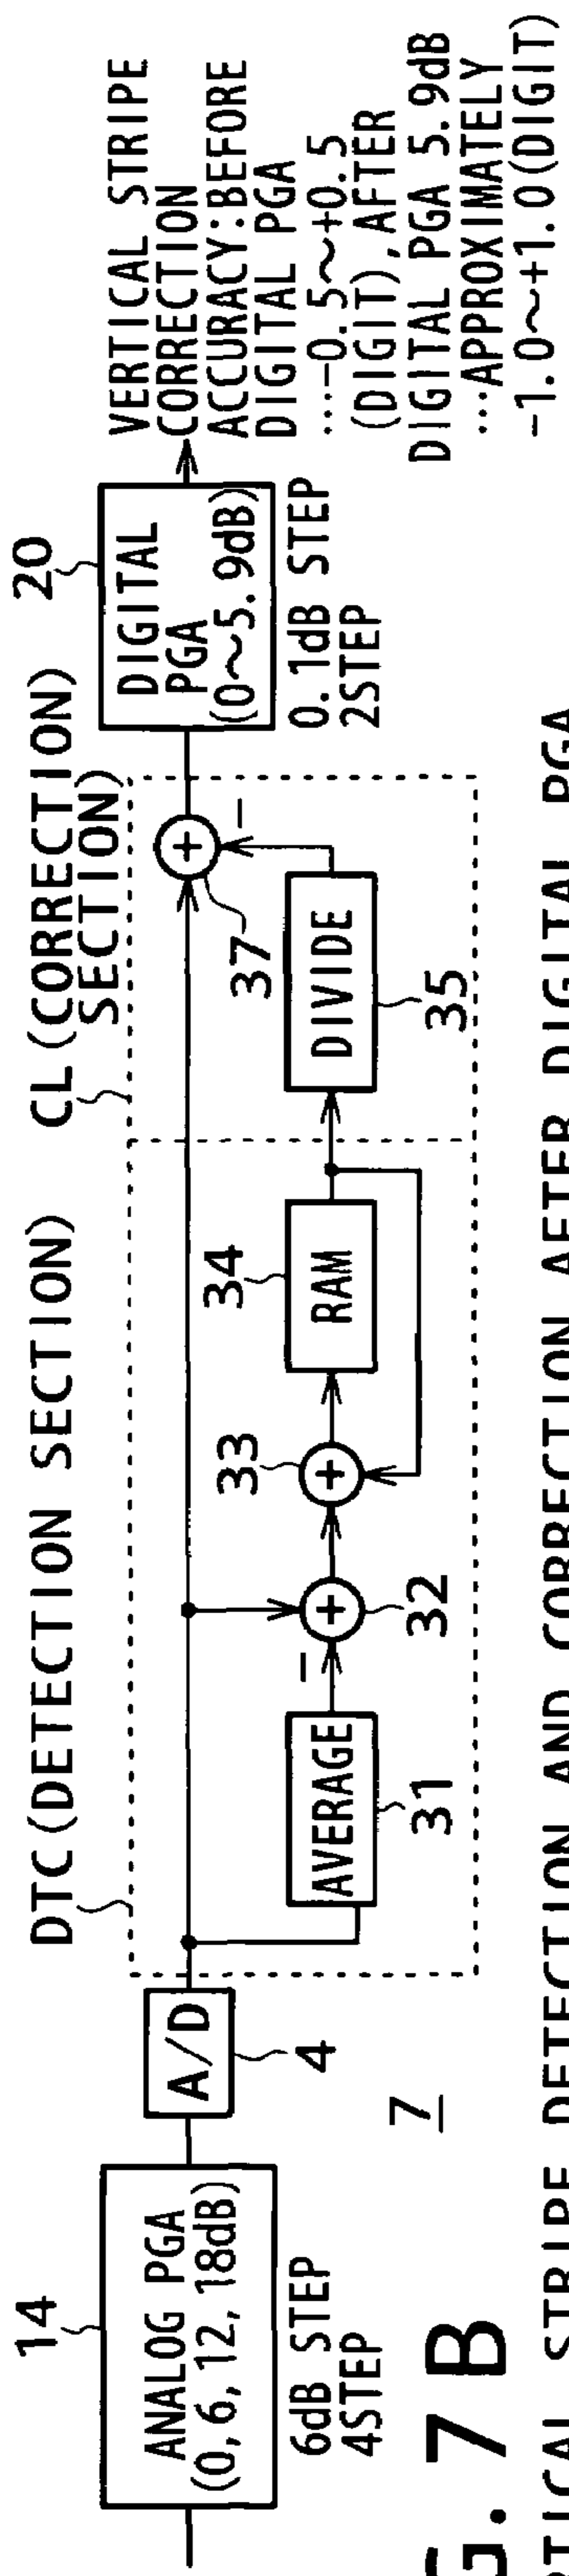 DTC (DETECTION SECTION)
CL (CORRECTION
SECTION)
14
ANALOG PGA
(0, 6, 12, 18dB)
6dB STEP
4STEP
A/D
4
7
AVERAGE
31
32
33
34
RAM
DIVIDE
35
37
20
DIGITAL
PGA
(0～5.9dB)
0.1dB STEP
2STEP
VERTICAL STRIPE
CORRECTION
ACCURACY:BEFORE
DIGITAL PGA
...-0.5～+0.5
(DIGIT),AFTER
DIGITAL PGA 5.9dB
...APPROXIMATELY
-1.0～+1.0(DIGIT)
+
+
+
−
−
G. 7 B
STRIPE DETECTION AND CORRECTION AFTER DIGITAL PGA